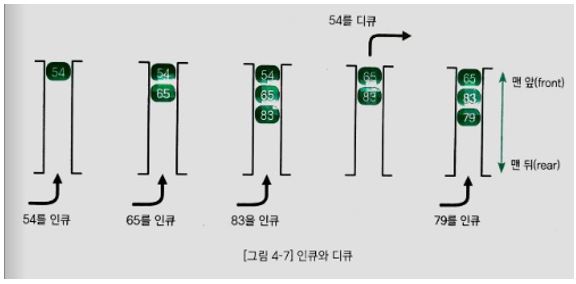 54를 디큐
54
54
65
54
65
83
65
83
65
83
79
맨 앞(front)
맨 뒤(rear)
54를 인큐
65를 인큐
83을 인큐
79를 인큐
[그림 4-7] 인큐와 디큐